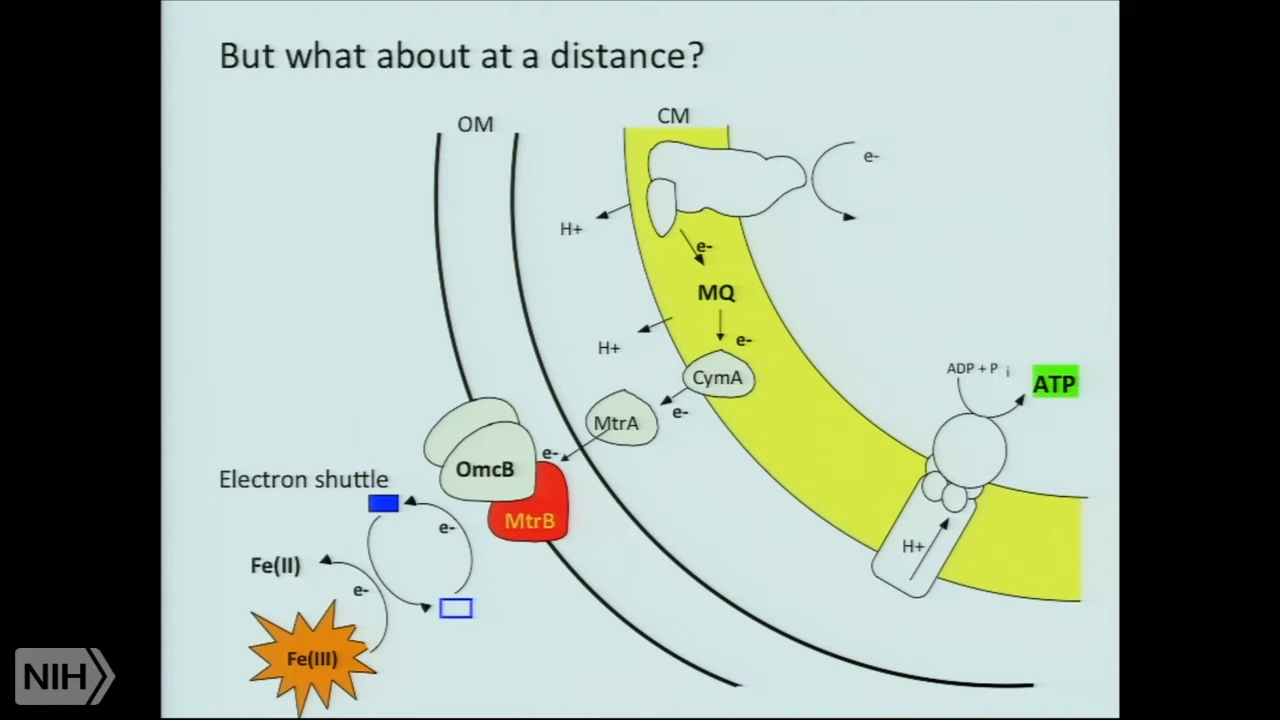 But what about at a distance?
OM
CM
e-
H+
e-
MQ
H+
e-
CymA
ADP + P i
ATP
e-
MtrA
e-
OmcB
Electron shuttle
MtrB
e-
H+
Fe(II)
e-
Fe(III)
NIH